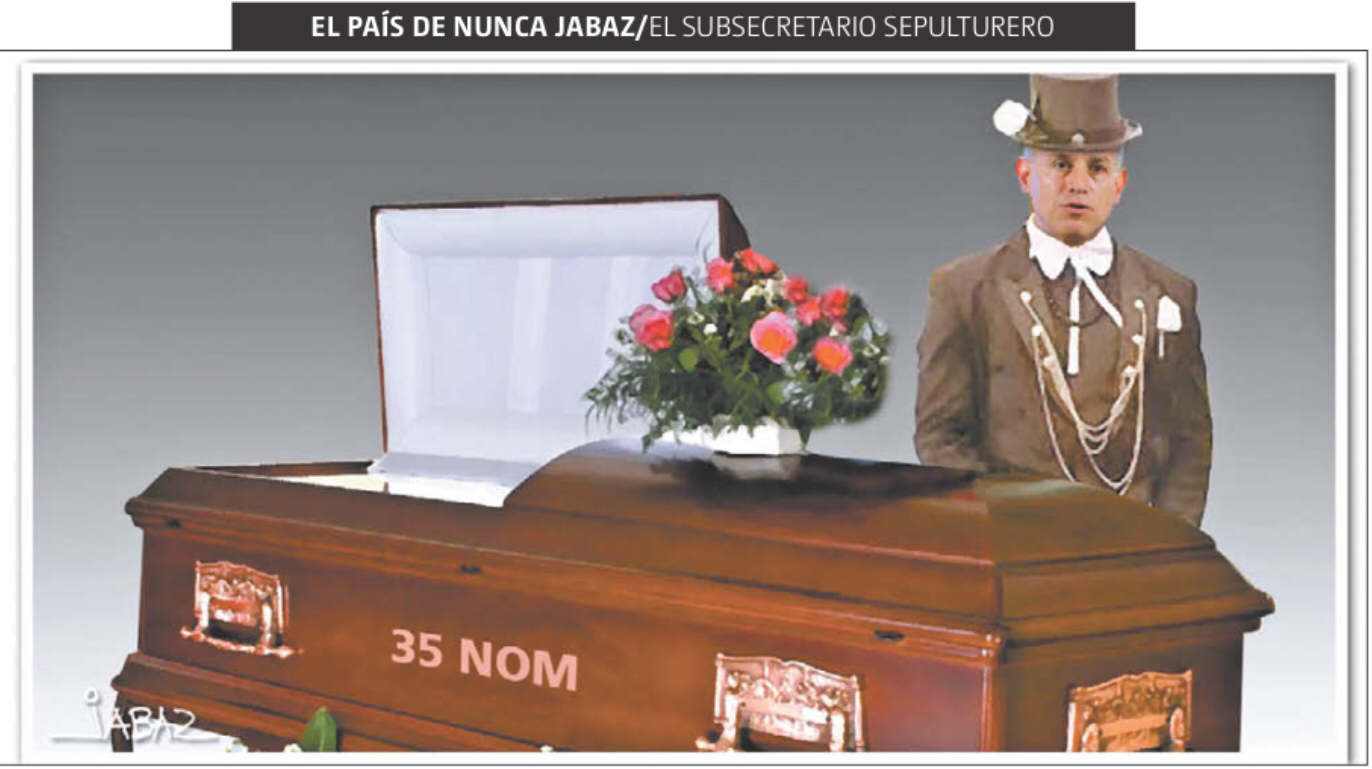 EL PAÍS DE NUNCA JABAZ/EL SUBSECRETARIO SEPULTURERO
35 NOM
JABAZ